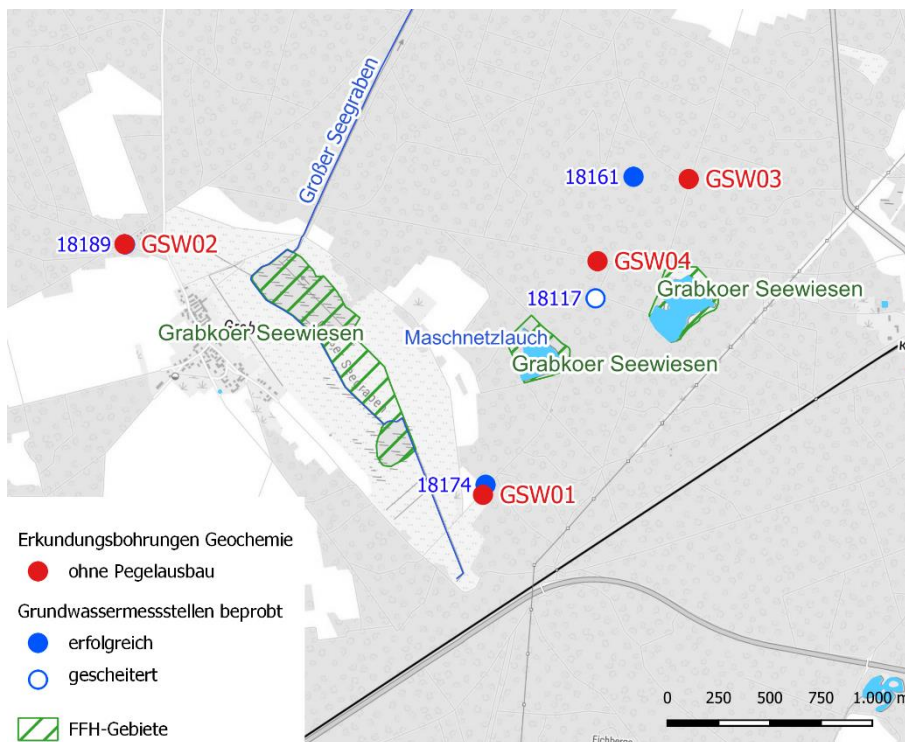 Großer Seegraben
18161
GSW03
18189
GSW02
GSW04
18117
Grabkoer Seewiesen
Grabkoer Seewiesen
Maschnetzlauch
Grabkoer Seewiesen
Seegraben
18174
GSW01
K
Erkundungsbohrungen Geochemie
ohne Pegelausbau
Grundwassermessstellen beprobt
erfolgreich
gescheitert
FFH-Gebiete
0 250 500 750 1.000 m